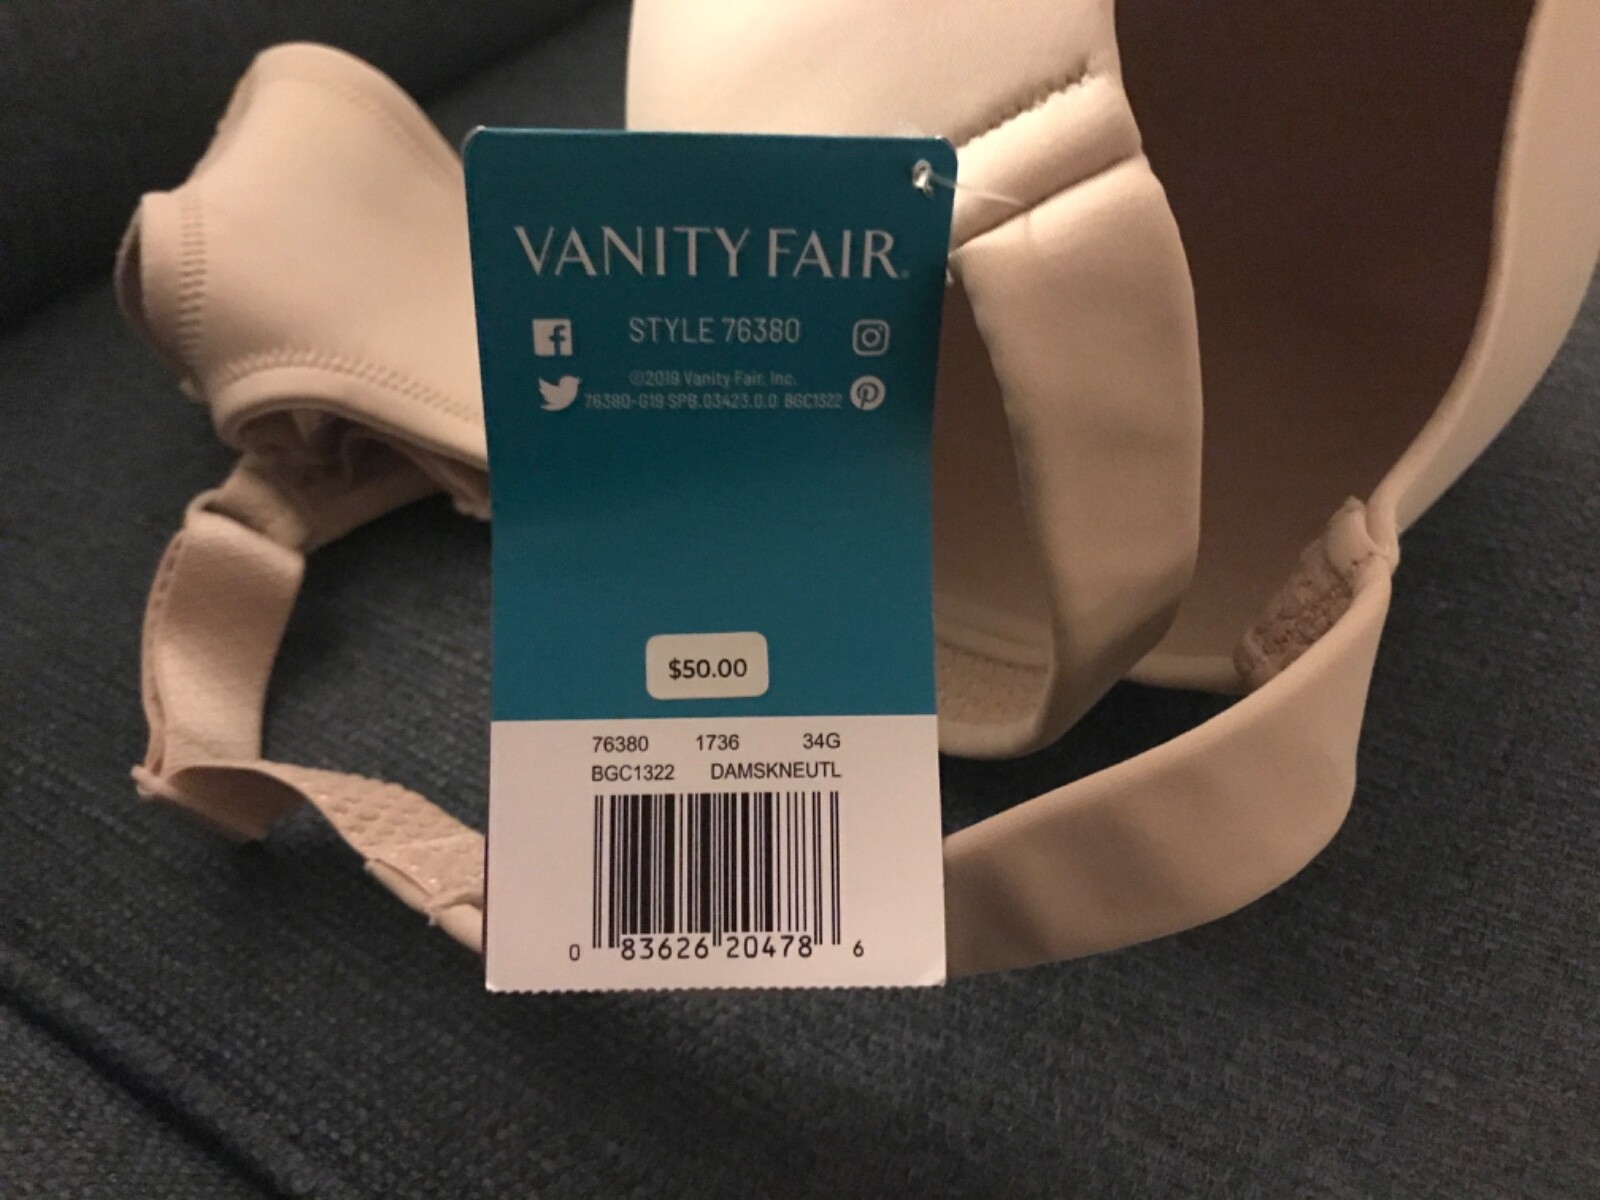 VANITY FAIR.
STYLE 76380
©2019 Vanity Fair, Inc.
76380-G19 SPB.03423.0.0 BGC1322
$50.00
76380 1736 34G
BGC1322 DAMSKNEUTL
0 83626 20478 6